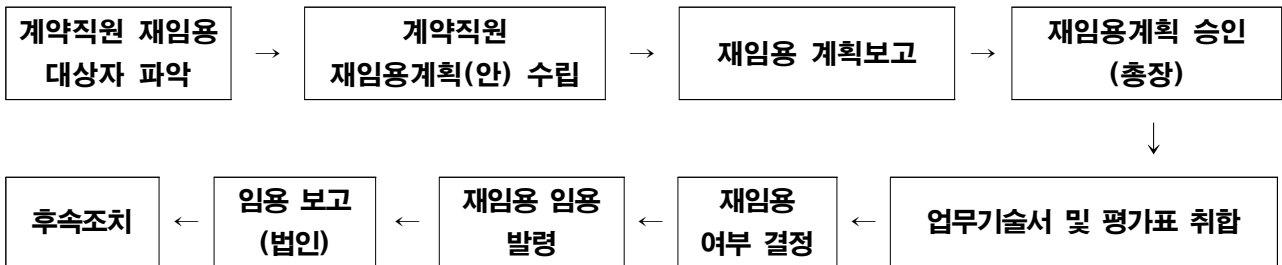 계약직원 재임용
대상자 파악
→
계약직원
재임용계획(안) 수립
→
재임용 계획보고
→
재임용계획 승인
(총장)
↓
업무기술서 및 평가표 취합
←
재임용
여부 결정
←
재임용 임용
발령
←
임용 보고
(법인)
←
후속조치